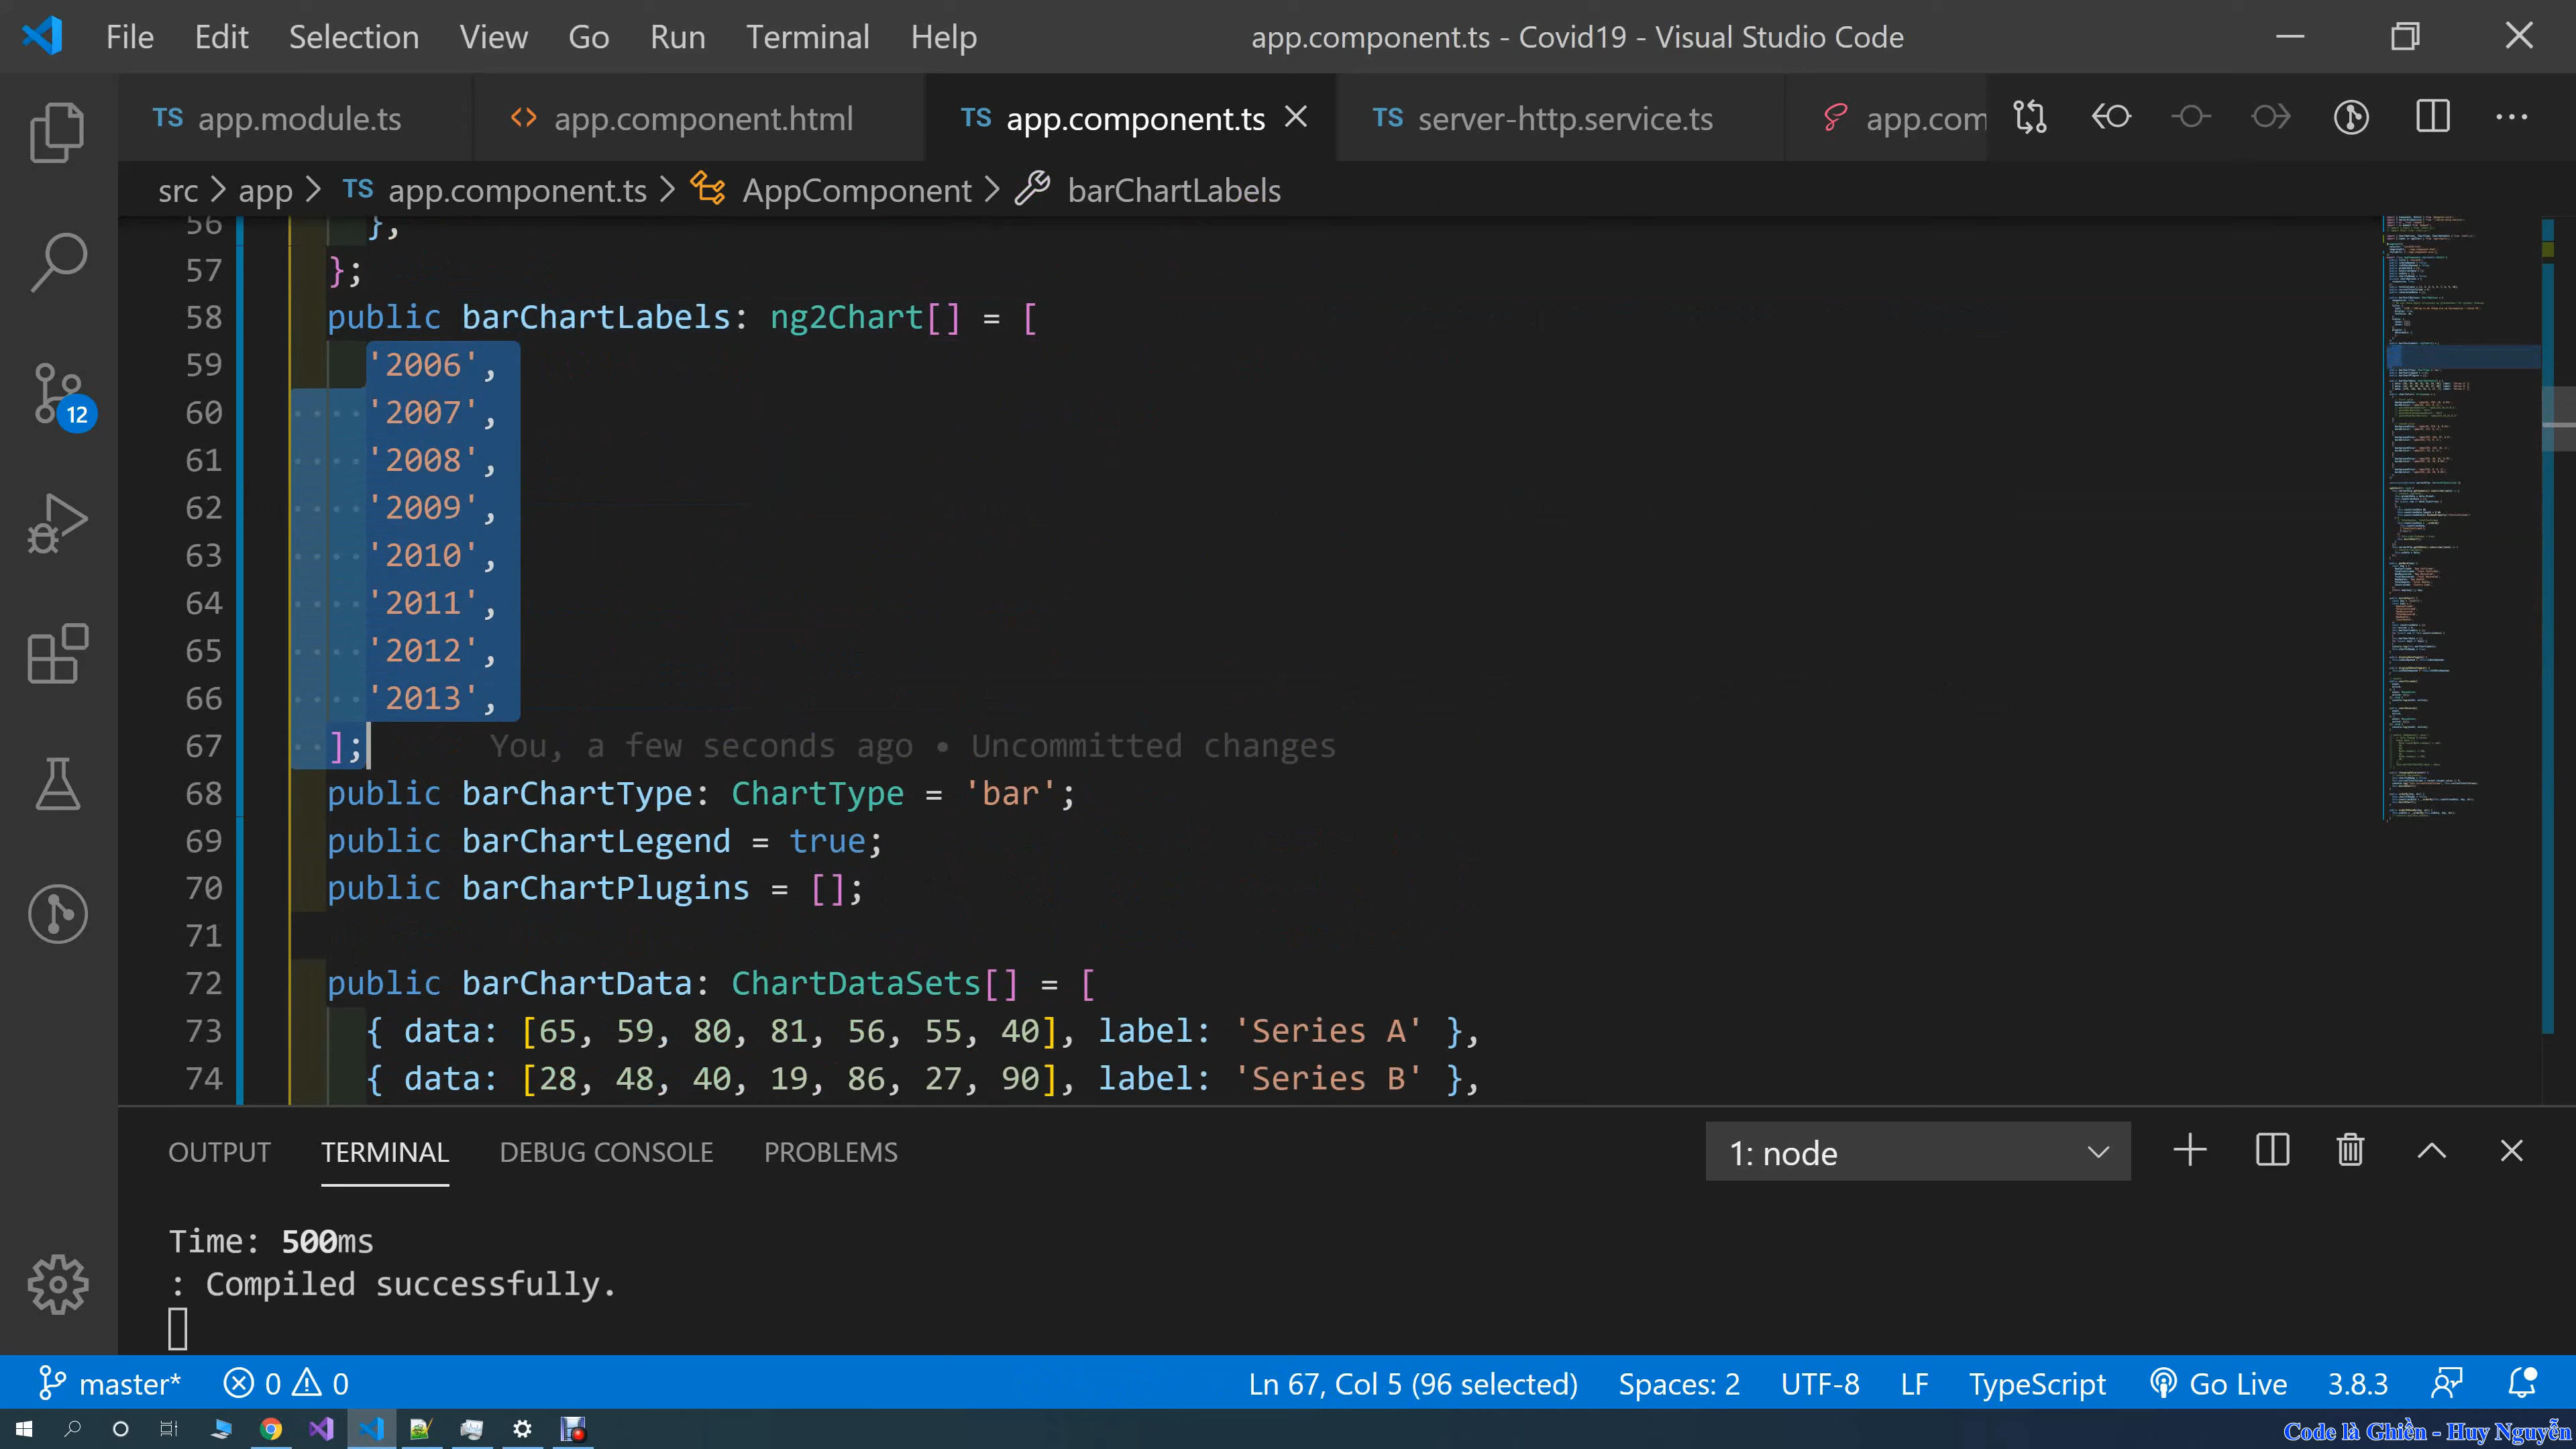 File Edit Selection View Go Run Terminal Help app.component.ts - Covid19 - Visual Studio Code
TS app.module.ts <> app.component.html TS app.component.ts TS server-http.service.ts app.com
src > app > TS app.component.ts > AppComponent > barChartLabels
56 },
57 };
58 public barChartLabels: ng2Chart[] = [
59 '2006',
60 '2007',
61 '2008',
62 '2009',
63 '2010',
64 '2011',
65 '2012',
66 '2013',
67 ]; You, a few seconds ago • Uncommitted changes
68 public barChartType: ChartType = 'bar';
69 public barChartLegend = true;
70 public barChartPlugins = [];
71
72 public barChartData: ChartDataSets[] = [
73 { data: [65, 59, 80, 81, 56, 55, 40], label: 'Series A' },
74 { data: [28, 48, 40, 19, 86, 27, 90], label: 'Series B' },
12
OUTPUT TERMINAL DEBUG CONSOLE PROBLEMS 1: node
Time: 500ms
: Compiled successfully.
master* 0 0 Ln 67, Col 5 (96 selected) Spaces: 2 UTF-8 LF TypeScript Go Live 3.8.3
Code là Ghiền - Huy Nguyễn